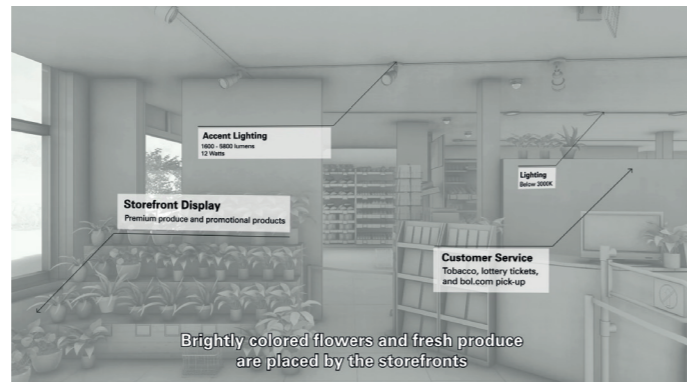 Accent Lighting
1600 - 5800 lumens
12 Watts
Lighting
Below 3000K
Storefront Display
Premium produce and promotional products
Customer Service
Tobacco, lottery tickets,
and bol.com pick-up
Brightly colored flowers and fresh produce
are placed by the storefronts